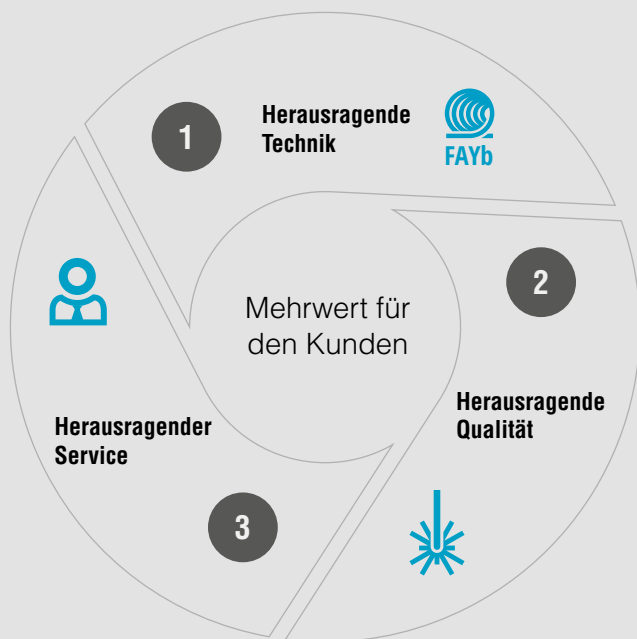 1
Herausragende
Technik
FAYb
2
Herausragende
Qualität
3
Herausragender
Service
Mehrwert für
den Kunden